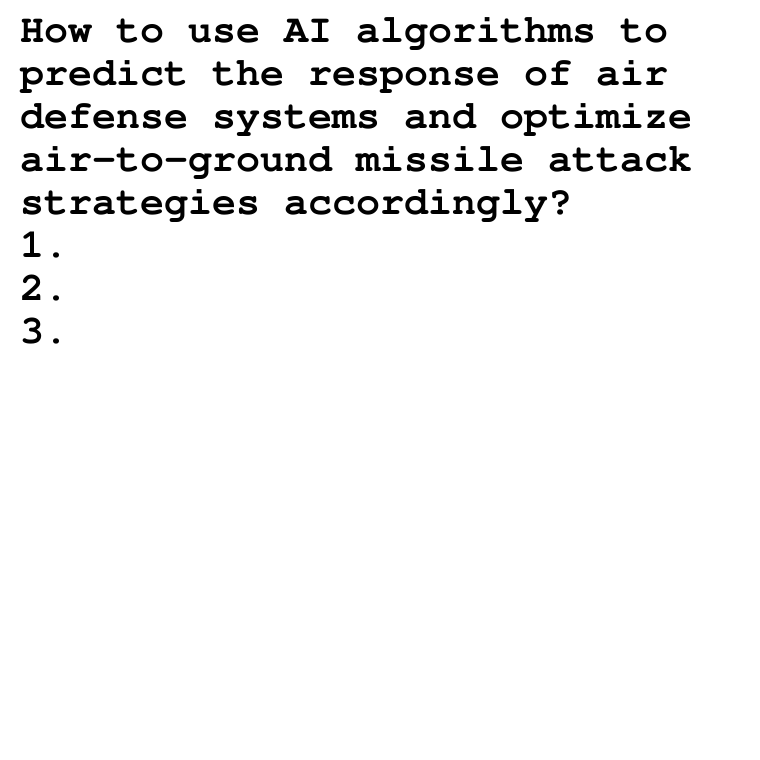 How to use AI algorithms to
predict the response of air
defense systems and optimize
air-to-ground missile attack
strategies accordingly?
1.
2.
3.